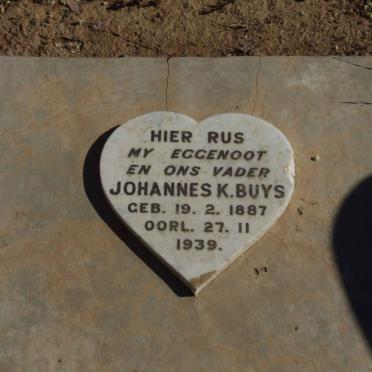 HIER RUS
MY EGGENOOT
EN ONS VADER
JOHANNES K. BUYS
GEB. 19. 2. 1887
OORL. 27. 11
1939.